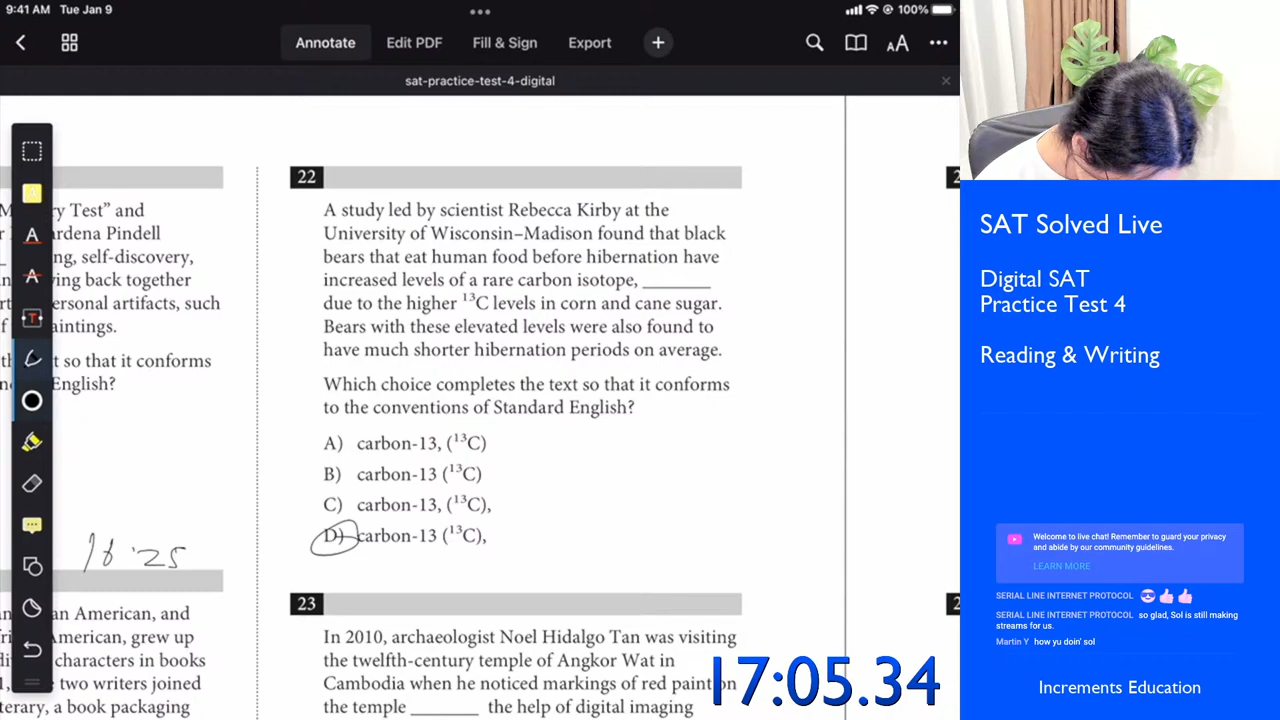 9:41 AM Tue Jan 9
100%
Annotate
Edit PDF
Fill & Sign
Export
AA
sat-practice-test-4-digital
A
A
A
T
ry Test” and
ardena Pindell
ng, self-discovery,
ving back together
ersonal artifacts, such
aintings.
t so that it conforms
English?
18:25
an American, and
American, grew up
characters in books
two writers joined
terary, a book packaging
22
A study led by scientist Rebecca Kirby at the
University of Wisconsin–Madison found that black
bears that eat human food before hibernation have
increased levels of a rare carbon isotope, _______
due to the higher ¹³C levels in corn and cane sugar.
Bears with these elevated levels were also found to
have much shorter hibernation periods on average.
Which choice completes the text so that it conforms
to the conventions of Standard English?
A) carbon-13, (¹³C)
B) carbon-13 (¹³C)
C) carbon-13, (¹³C),
D) carbon-13 (¹³C),
23
In 2010, archaeologist Noel Hidalgo Tan was visiting
the twelfth-century temple of Angkor Wat in
Cambodia when he noticed markings of red paint on
the temple _______ the help of digital imaging
2
2
17:05.34
SAT Solved Live
Digital SAT
Practice Test 4
Reading & Writing
Welcome to live chat! Remember to guard your privacy
and abide by our community guidelines.
LEARN MORE
SERIAL LINE INTERNET PROTOCOL 😎👍👍
SERIAL LINE INTERNET PROTOCOL so glad, Sol is still making
streams for us.
Martin Y how yu doin' sol
Increments Education